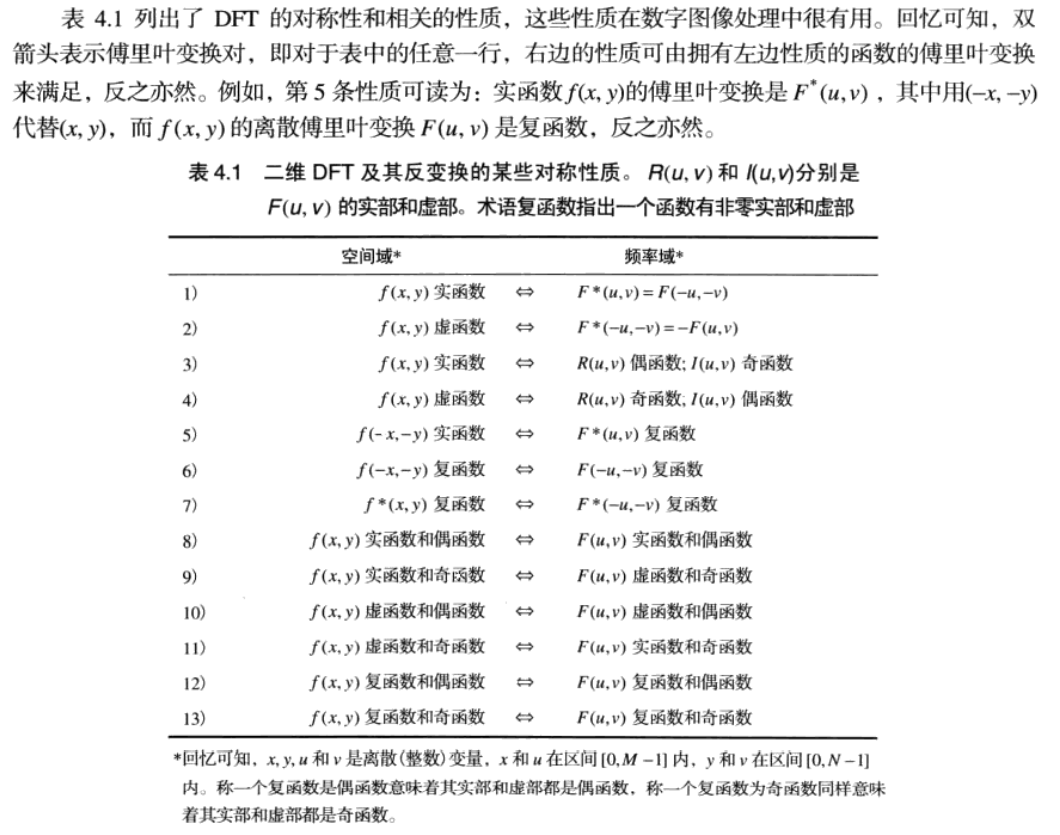 表 4.1 列出了 DFT 的对称性和相关的性质，这些性质在数字图像处理中很有用。回忆可知，双
箭头表示傅里叶变换对，即对于表中的任意一行，右边的性质可由拥有左边性质的函数的傅里叶变换
来满足，反之亦然。例如，第 5 条性质可读为：实函数 f(x, y)的傅里叶变换是 F*(u,v) ，其中用(−x, −y)
代替(x, y)，而 f(x, y) 的离散傅里叶变换 F(u, v) 是复函数，反之亦然。
表 4.1 二维 DFT 及其反变换的某些对称性质。R(u, v) 和 I(u,v)分别是
F(u, v) 的实部和虚部。术语复函数指出一个函数有非零实部和虚部
空间域* 频率域*
1) f(x, y) 实函数 ⇔ F*(u,v) = F(−u,−v)
2) f(x, y) 虚函数 ⇔ F*(−u,−v) = −F(u,v)
3) f(x, y) 实函数 ⇔ R(u,v) 偶函数; I(u,v) 奇函数
4) f(x, y) 虚函数 ⇔ R(u,v) 奇函数; I(u,v) 偶函数
5) f(−x,−y) 实函数 ⇔ F*(u,v) 复函数
6) f(−x,−y) 复函数 ⇔ F(−u,−v) 复函数
7) f*(x, y) 复函数 ⇔ F*(−u,−v) 复函数
8) f(x, y) 实函数和偶函数 ⇔ F(u,v) 实函数和偶函数
9) f(x, y) 实函数和奇函数 ⇔ F(u,v) 虚函数和奇函数
10) f(x, y) 虚函数和偶函数 ⇔ F(u,v) 虚函数和偶函数
11) f(x, y) 虚函数和奇函数 ⇔ F(u,v) 实函数和奇函数
12) f(x, y) 复函数和偶函数 ⇔ F(u,v) 复函数和偶函数
13) f(x, y) 复函数和奇函数 ⇔ F(u,v) 复函数和奇函数
*回忆可知，x, y, u 和 v 是离散(整数)变量，x 和 u 在区间[0, M −1] 内，y 和 v 在区间[0, N −1]
内。称一个复函数是偶函数意味着其实部和虚部都是偶函数，称一个复函数为奇函数同样意味
着其实部和虚部都是奇函数。